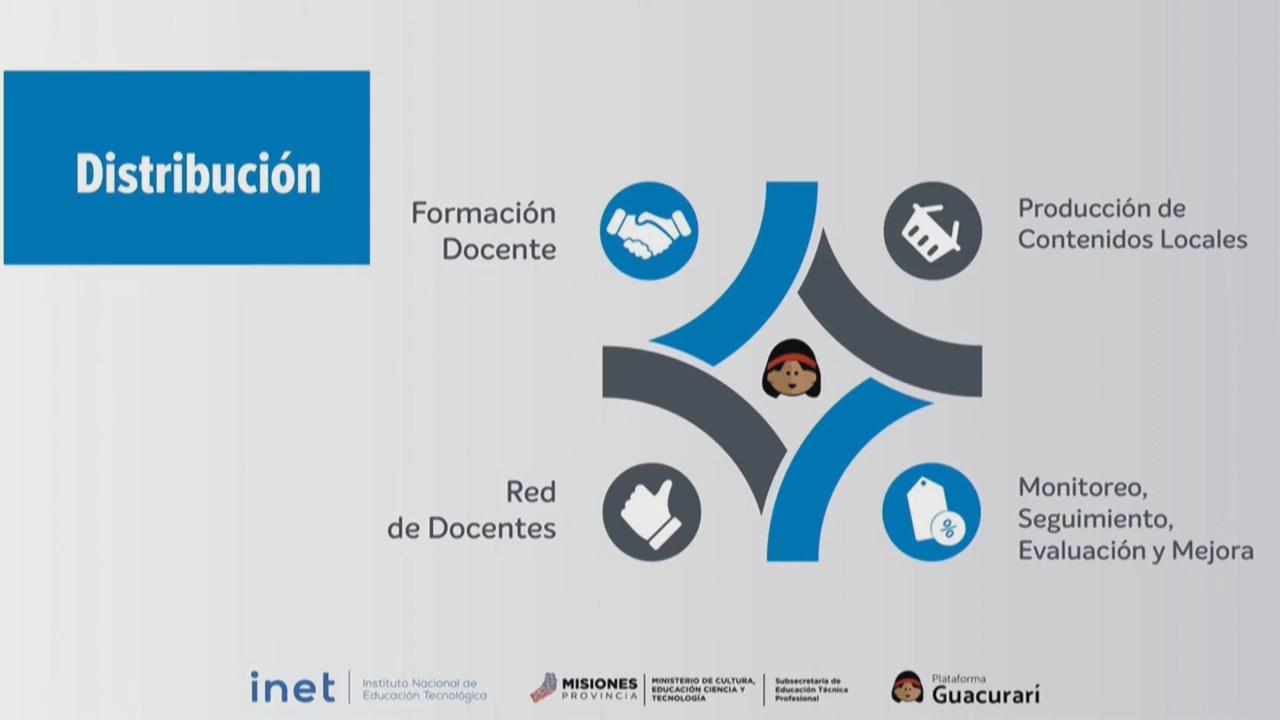 Distribución
Formación
Docente
Producción de
Contenidos Locales
Red
de Docentes
Monitoreo,
Seguimiento,
Evaluación y Mejora
%
inet
Instituto Nacional de
Educación Tecnológica
MISIONES
PROVINCIA
MINISTERIO DE CULTURA,
EDUCACIÓN CIENCIA Y
TECNOLOGÍA
Subsecretaría de
Educación Técnica
Profesional
Plataforma
Guacurarí